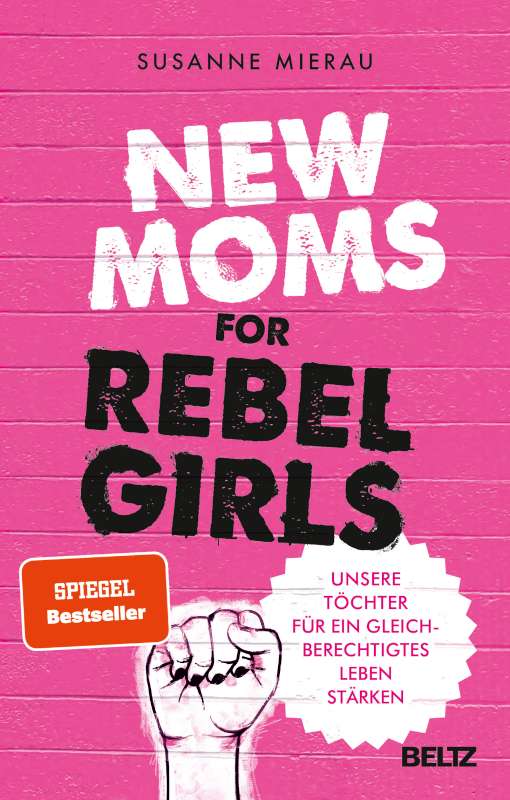 SUSANNE MIERAU
NEW
MOMS
FOR
REBEL
GIRLS
SPIEGEL
Bestseller
UNSERE
TÖCHTER
FÜR EIN GLEICH-
BERECHTIGTES
LEBEN
STÄRKEN
BELTZ